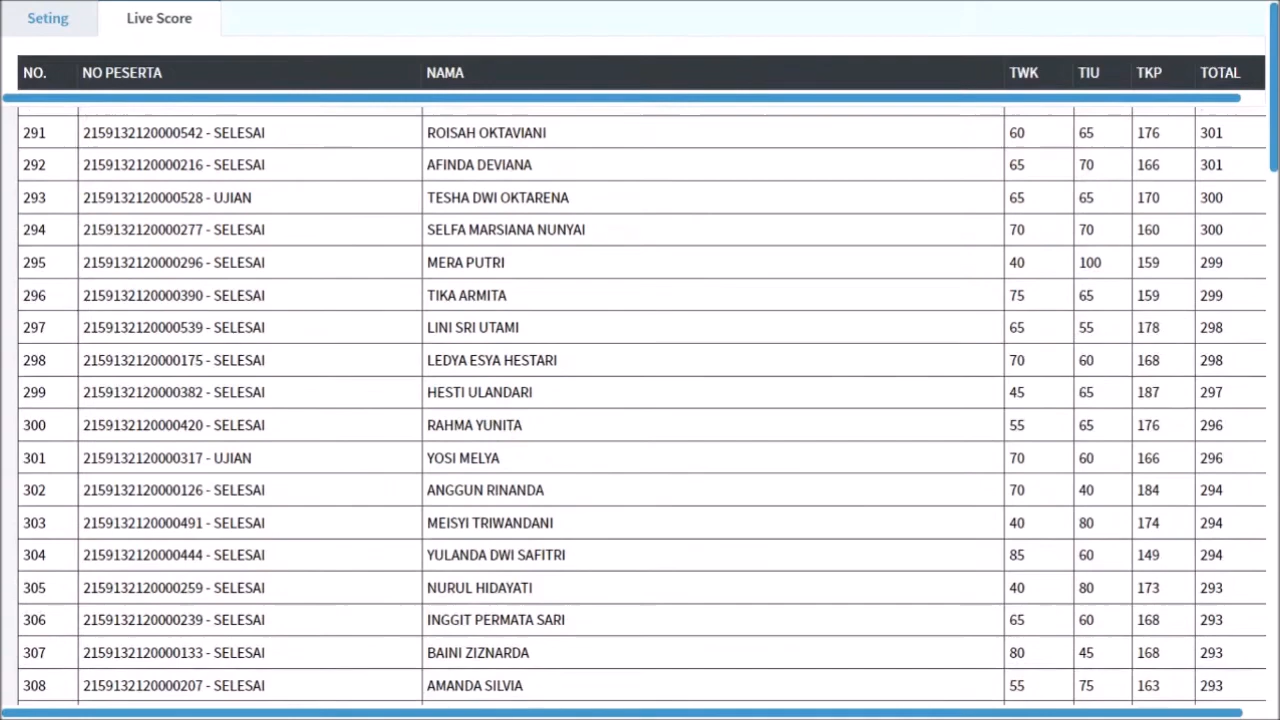 Seting Live Score
NO. NO PESERTA NAMA TWK TIU TKP TOTAL
291 2159132120000542 - SELESAI ROISAH OKTAVIANI 60 65 176 301
292 2159132120000216 - SELESAI AFINDA DEVIANA 65 70 166 301
293 2159132120000528 - UJIAN TESHA DWI OKTARENA 65 65 170 300
294 2159132120000277 - SELESAI SELFA MARSIANA NUNYAI 70 70 160 300
295 2159132120000296 - SELESAI MERA PUTRI 40 100 159 299
296 2159132120000390 - SELESAI TIKA ARMITA 75 65 159 299
297 2159132120000539 - SELESAI LINI SRI UTAMI 65 55 178 298
298 2159132120000175 - SELESAI LEDYA ESYA HESTARI 70 60 168 298
299 2159132120000382 - SELESAI HESTI ULANDARI 45 65 187 297
300 2159132120000420 - SELESAI RAHMA YUNITA 55 65 176 296
301 2159132120000317 - UJIAN YOSI MELYA 70 60 166 296
302 2159132120000126 - SELESAI ANGGUN RINANDA 70 40 184 294
303 2159132120000491 - SELESAI MEISYI TRIWANDANI 40 80 174 294
304 2159132120000444 - SELESAI YULANDA DWI SAFITRI 85 60 149 294
305 2159132120000259 - SELESAI NURUL HIDAYATI 40 80 173 293
306 2159132120000239 - SELESAI INGGIT PERMATA SARI 65 60 168 293
307 2159132120000133 - SELESAI BAINI ZIZNARDA 80 45 168 293
308 2159132120000207 - SELESAI AMANDA SILVIA 55 75 163 293